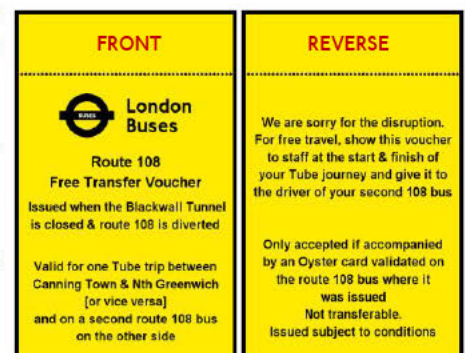 FRONT
BUSES
London
Buses
Route 108
Free Transfer Voucher
Issued when the Blackwall Tunnel
is closed & route 108 is diverted
Valid for one Tube trip between
Canning Town & Nth Greenwich
[or vice versa]
and on a second route 108 bus
on the other side
REVERSE
We are sorry for the disruption.
For free travel, show this voucher
to staff at the start & finish of
your Tube journey and give it to
the driver of your second 108 bus
Only accepted if accompanied
by an Oyster card validated on
the route 108 bus where it
was issued
Not transferable.
Issued subject to conditions